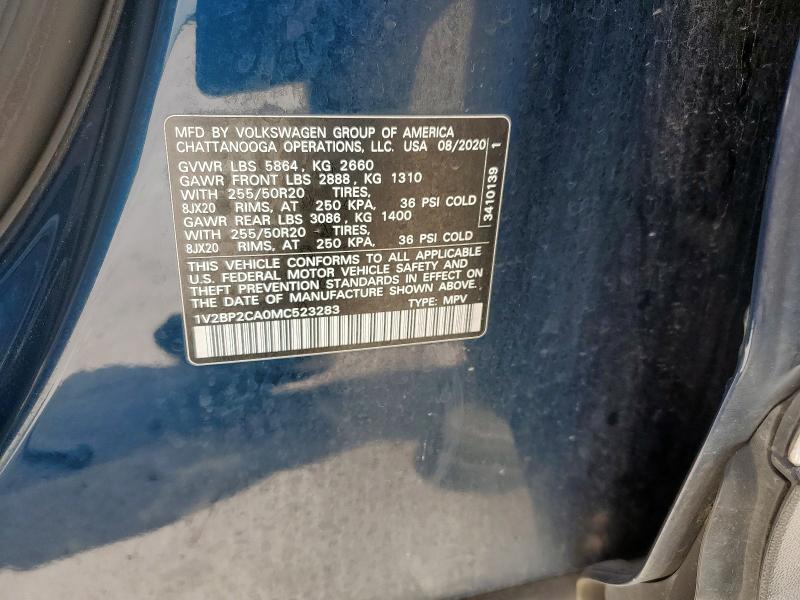 MFD BY VOLKSWAGEN GROUP OF AMERICA
CHATTANOOGA OPERATIONS, LLC. USA 08/2020
GVWR LBS 5864, KG 2660
GAWR FRONT LBS 2888, KG 1310
WITH 255/50R20 TIRES,
8JX20 RIMS, AT 250 KPA, 36 PSI COLD
GAWR REAR LBS 3086, KG 1400
WITH 255/50R20 TIRES,
8JX20 RIMS, AT 250 KPA, 36 PSI COLD
THIS VEHICLE CONFORMS TO ALL APPLICABLE
U.S. FEDERAL MOTOR VEHICLE SAFETY AND
THEFT PREVENTION STANDARDS IN EFFECT ON
THE DATE OF MANUFACTURE SHOWN ABOVE.
1V2BP2CA0MC523283 TYPE: MPV
3410139 1